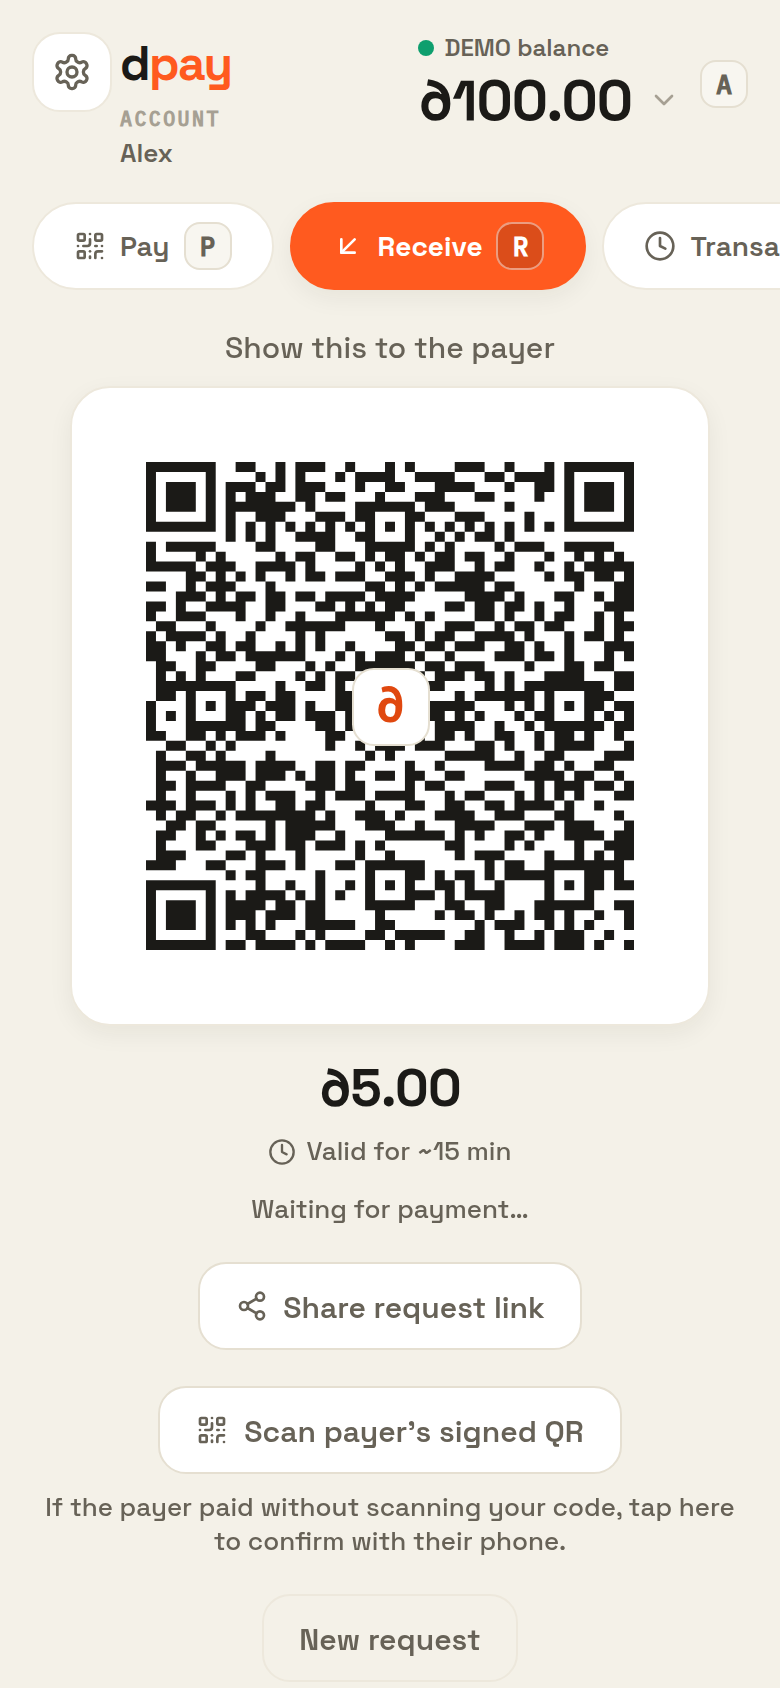 dpay
ACCOUNT
Alex
DEMO balance
∂100.00
A
Pay P
Receive R
Transa
Show this to the payer
∂
∂5.00
Valid for ~15 min
Waiting for payment...
Share request link
Scan payer's signed QR
If the payer paid without scanning your code, tap here
to confirm with their phone.
New request